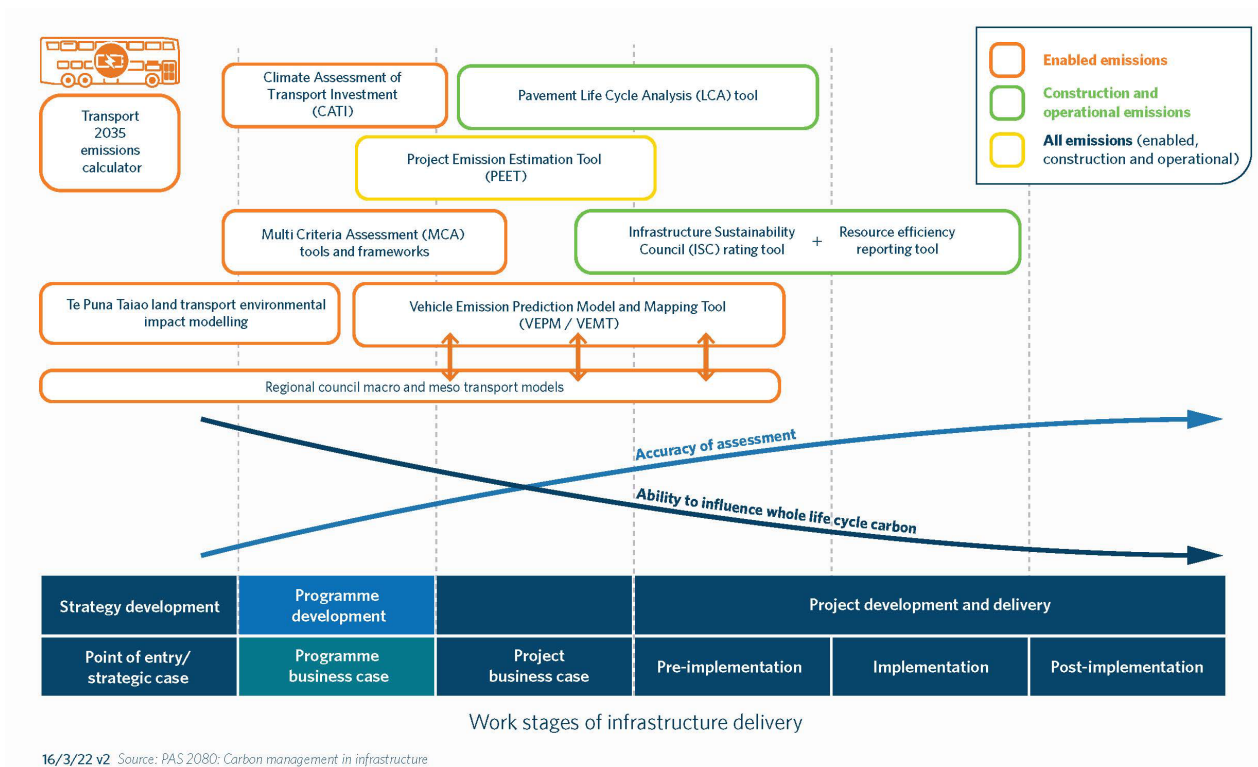 Transport
2035
emissions
calculator
Climate Assessment of
Transport Investment
(CATI)
Pavement Life Cycle Analysis (LCA) tool
Enabled emissions
Construction and
operational emissions
All emissions (enabled,
construction and operational)
Project Emission Estimation Tool
(PEET)
Multi Criteria Assessment (MCA)
tools and frameworks
Infrastructure Sustainability
Council (ISC) rating tool
+
Resource efficiency
reporting tool
Te Puna Taiao land transport environmental
impact modelling
Vehicle Emission Prediction Model and Mapping Tool
(VEPM / VEMT)
Regional council macro and meso transport models
Accuracy of assessment
Ability to influence whole life cycle carbon
Strategy development
Programme
development
Project development and delivery
Point of entry/
strategic case
Programme
business case
Project
business case
Pre-implementation
Implementation
Post-implementation
Work stages of infrastructure delivery
16/3/22 v2 Source: PAS 2080: Carbon management in infrastructure